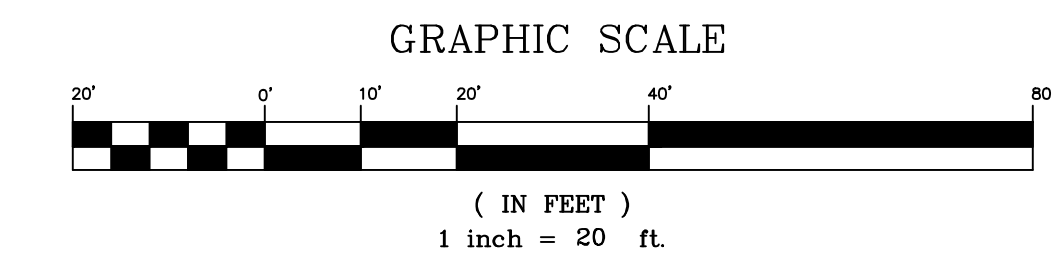 GRAPHIC SCALE
20' 0' 10' 20' 40' 80
( IN FEET )
1 inch = 20 ft.